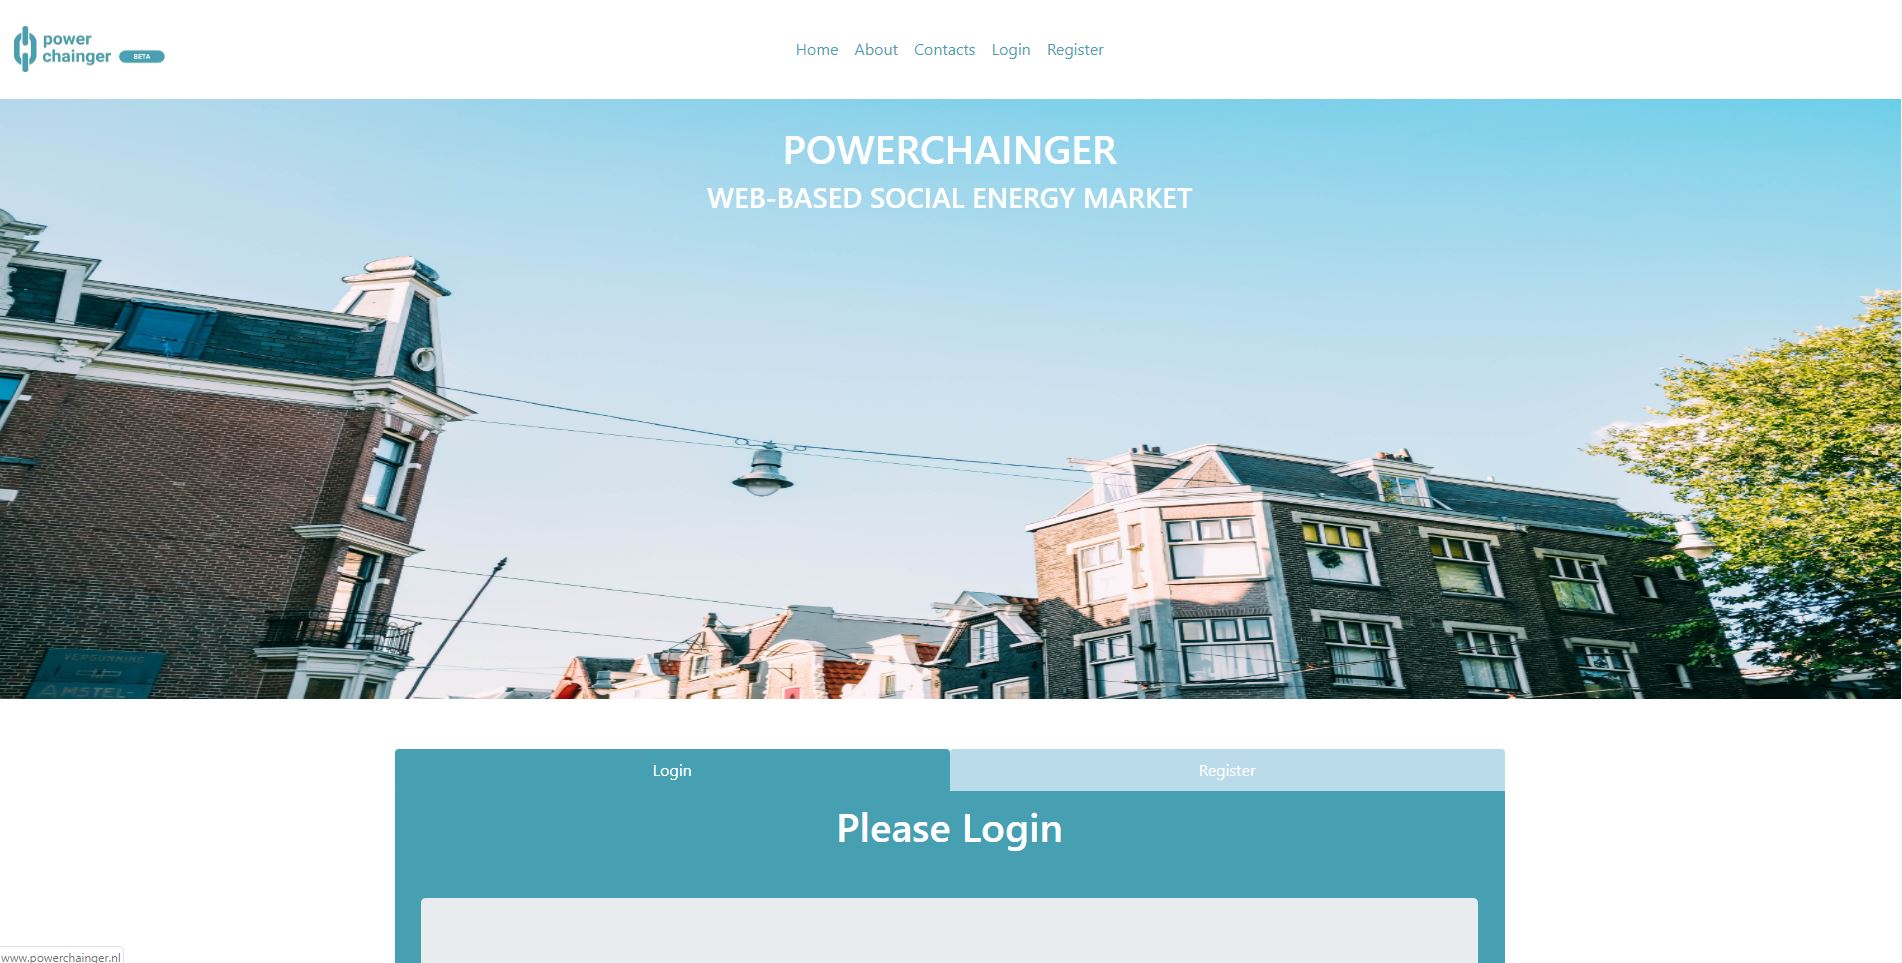 power
chainger BETA
Home About Contacts Login Register
POWERCHAINGER
WEB-BASED SOCIAL ENERGY MARKET
VERGUNNING
AMSTEL-
Login Register
Please Login
www.powerchainger.nl